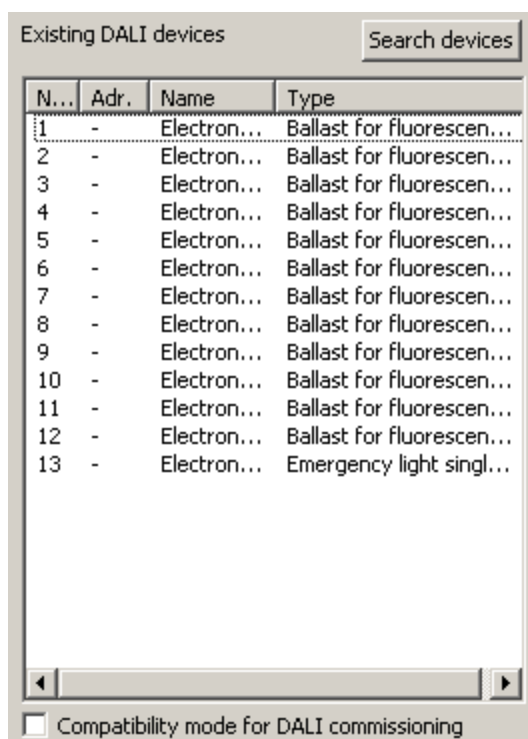 Existing DALI devices Search devices
N... Adr. Name Type
1 - Electron... Ballast for fluorescen...
2 - Electron... Ballast for fluorescen...
3 - Electron... Ballast for fluorescen...
4 - Electron... Ballast for fluorescen...
5 - Electron... Ballast for fluorescen...
6 - Electron... Ballast for fluorescen...
7 - Electron... Ballast for fluorescen...
8 - Electron... Ballast for fluorescen...
9 - Electron... Ballast for fluorescen...
10 - Electron... Ballast for fluorescen...
11 - Electron... Ballast for fluorescen...
12 - Electron... Ballast for fluorescen...
13 - Electron... Emergency light singl...
Compatibility mode for DALI commissioning